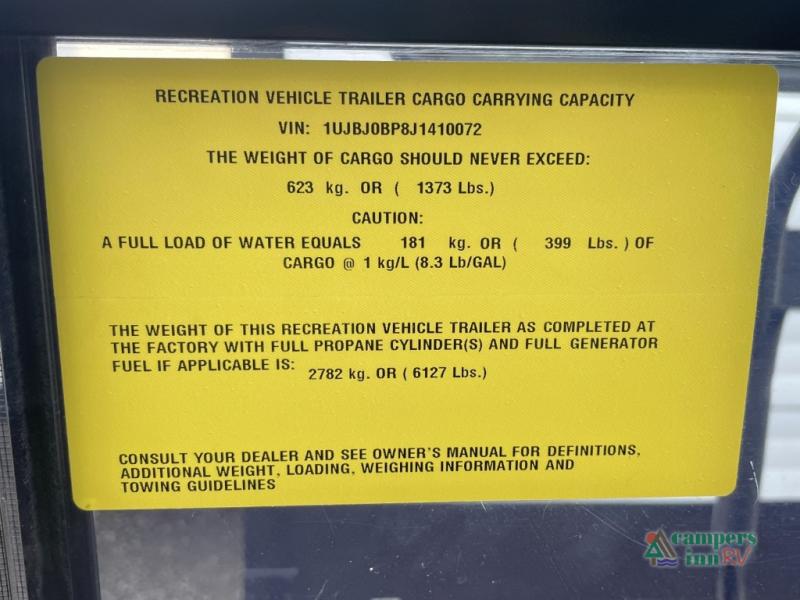 RECREATION VEHICLE TRAILER CARGO CARRYING CAPACITY
VIN: 1UJBJ0BP8J1410072
THE WEIGHT OF CARGO SHOULD NEVER EXCEED:
623 kg. OR ( 1373 Lbs.)
CAUTION:
A FULL LOAD OF WATER EQUALS 181 kg. OR ( 399 Lbs. ) OF
CARGO @ 1 kg/L (8.3 Lb/GAL)
THE WEIGHT OF THIS RECREATION VEHICLE TRAILER AS COMPLETED AT
THE FACTORY WITH FULL PROPANE CYLINDER(S) AND FULL GENERATOR
FUEL IF APPLICABLE IS: 2782 kg. OR ( 6127 Lbs.)
CONSULT YOUR DEALER AND SEE OWNER'S MANUAL FOR DEFINITIONS,
ADDITIONAL WEIGHT, LOADING, WEIGHING INFORMATION AND
TOWING GUIDELINES
campers
inn RV